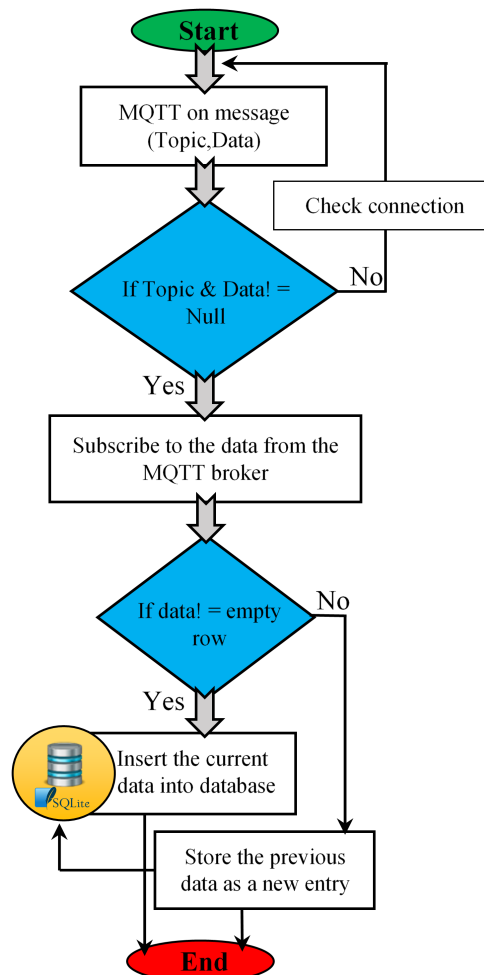 Start
MQTT on message
(Topic,Data)
Check connection
If Topic & Data! =
Null
No
Yes
Subscribe to the data from the
MQTT broker
If data! = empty
row
No
Yes
Insert the current
data into database
SQLite
Store the previous
data as a new entry
End